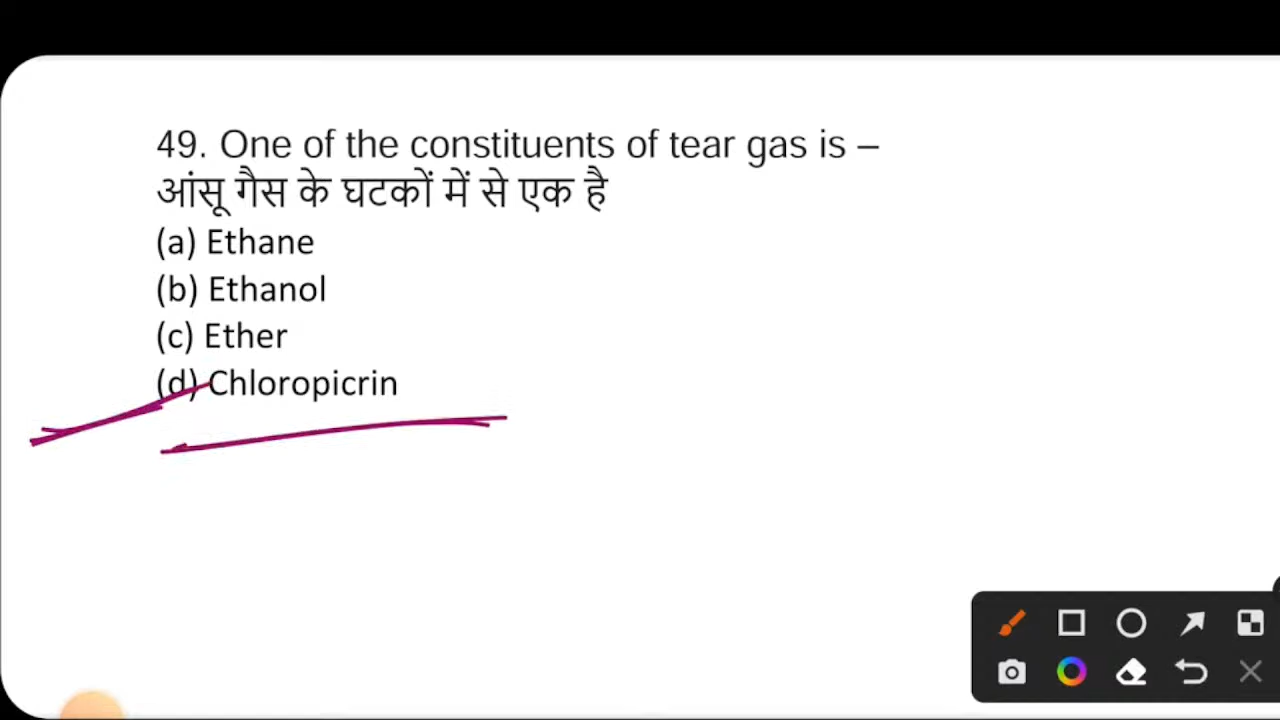 49. One of the constituents of tear gas is –
आंसू गैस के घटकों में से एक है
(a) Ethane
(b) Ethanol
(c) Ether
(d) Chloropicrin